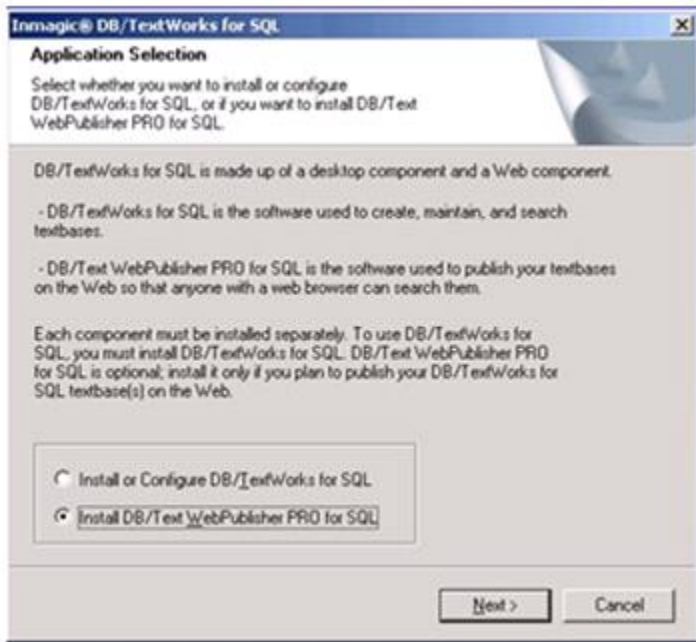 Inmagic® DB/TextWorks for SQL
Application Selection
Select whether you want to install or configure
DB/TextWorks for SQL, or if you want to install DB/Text
WebPublisher PRO for SQL.
DB/TextWorks for SQL is made up of a desktop component and a Web component.
- DB/TextWorks for SQL is the software used to create, maintain, and search
textbases.
- DB/Text WebPublisher PRO for SQL is the software used to publish your textbases
on the Web so that anyone with a web browser can search them.
Each component must be installed separately. To use DB/TextWorks for
SQL, you must install DB/TextWorks for SQL. DB/Text WebPublisher PRO
for SQL is optional; install it only if you plan to publish your DB/TextWorks for
SQL textbase(s) on the Web.
Install or Configure DB/TextWorks for SQL
Install DB/Text WebPublisher PRO for SQL
Next >
Cancel